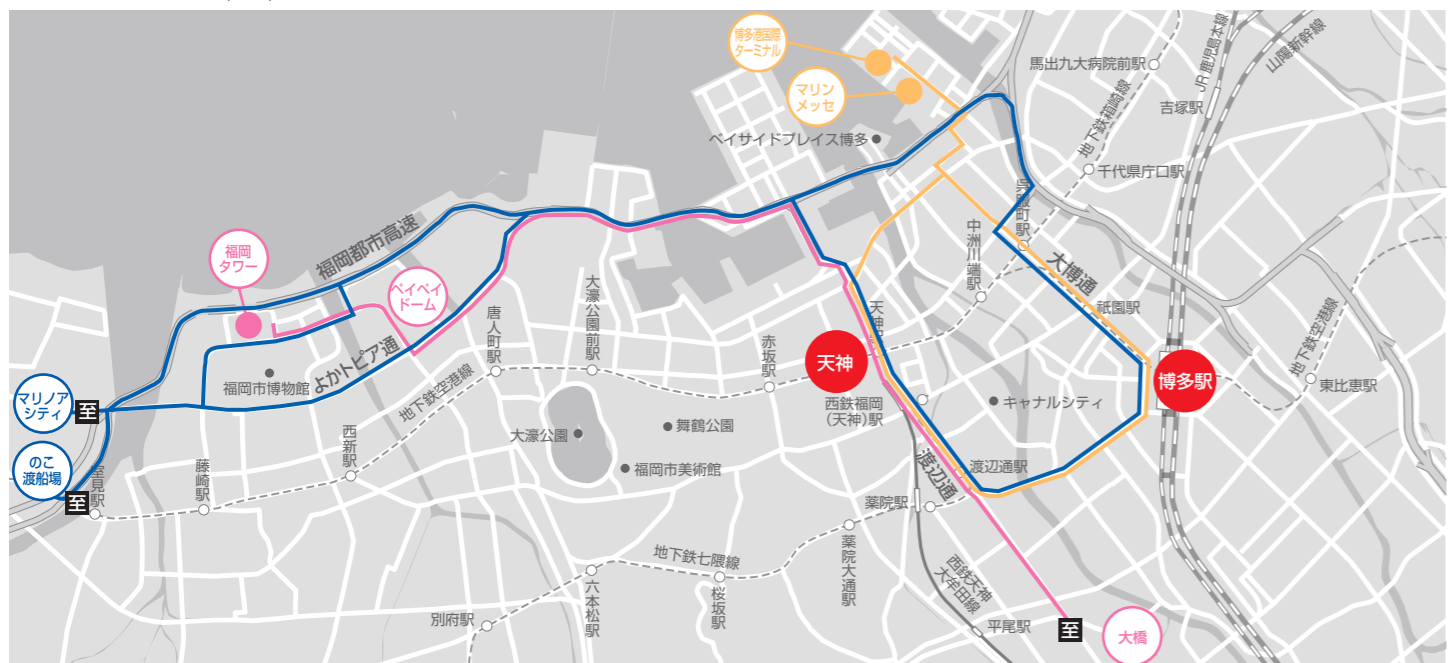 博多港国際
ターミナル
マリン
メッセ
ベイサイドプレイス博多
馬出九大病院前駅
JR鹿児島本線
山陽新幹線
吉塚駅
地下鉄箱崎線
千代県庁口駅
呉服町駅
中洲川端駅
大博通
祇園駅
福岡都市高速
福岡
タワー
ペイペイ
ドーム
唐人町駅
大濠公園前駅
赤坂駅
天神駅
天神
博多駅
地下鉄空港線
東比恵駅
福岡市博物館
よかトピア通
地下鉄空港線
マリノア
シティ
至
のこ
渡船場
至
室見駅
藤崎駅
西新駅
大濠公園
舞鶴公園
福岡市美術館
西鉄福岡
(天神)駅
キャナルシティ
渡辺通
渡辺通駅
薬院駅
薬院大通駅
地下鉄七隈線
六本松駅
桜坂駅
別府駅
西鉄天神
大牟田線
平尾駅
至
大橋